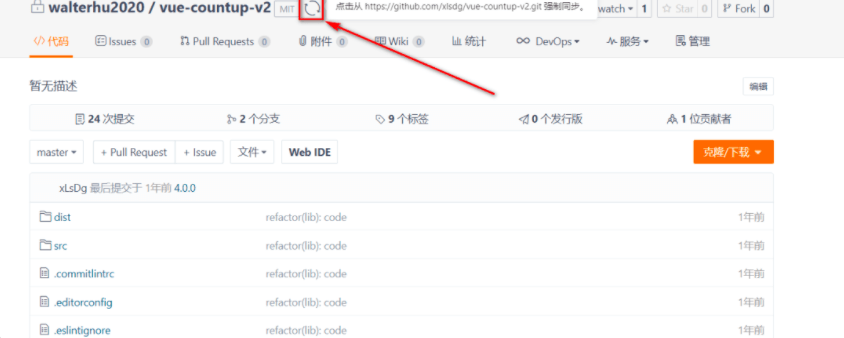 walterhu2020 / vue-countup-v2 MIT 点击从 https://github.com/xlsdg/vue-countup-v2.git 强制同步。 watch 1 Star 0 Fork 0
代码 Issues 0 Pull Requests 0 附件 0 Wiki 0 统计 DevOps 服务 管理
暂无描述 编辑
24 次提交 2 个分支 9 个标签 0 个发行版 1 位贡献者
master + Pull Request + Issue 文件 Web IDE 克隆/下载
xLsDg 最后提交于 1年前 4.0.0
dist refactor(lib): code 1年前
src refactor(lib): code 1年前
.commitlintrc refactor(lib): code 1年前
.editorconfig refactor(lib): code 1年前
.eslintignore refactor(lib): code 1年前